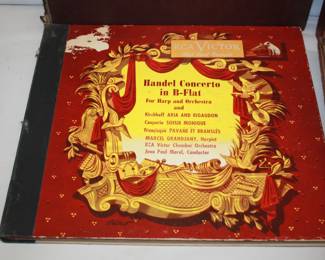 RCA VICTOR
Handel Concerto
in B-Flat
For Harp and Orchestra
and
Kirchhoff ARIA AND RIGAUDON
Couperin SOEUR MONIQUE
Francisque PAVANE ET BRANSLES
MARCEL GRANDJANY, Harpist
RCA Victor Chamber Orchestra
Jean Paul Morel, Conductor